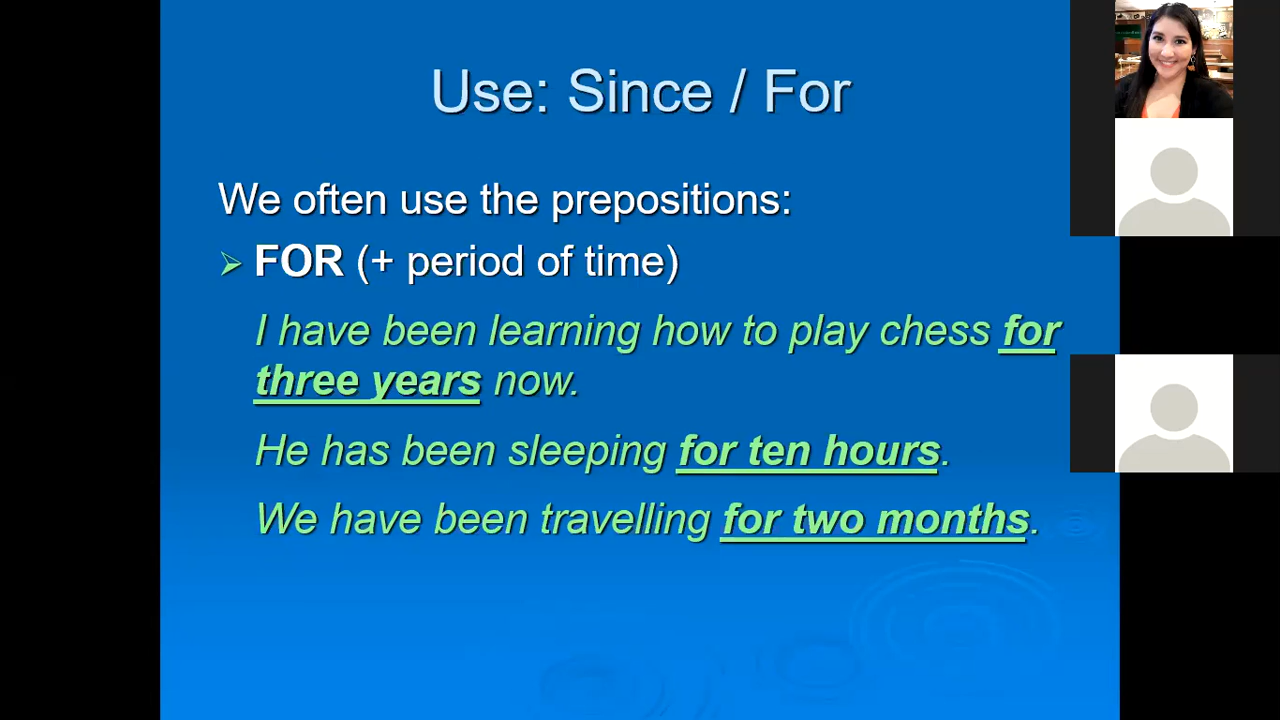 Use: Since / For
We often use the prepositions:
➢ FOR (+ period of time)
I have been learning how to play chess for
three years now.
He has been sleeping for ten hours.
We have been travelling for two months.